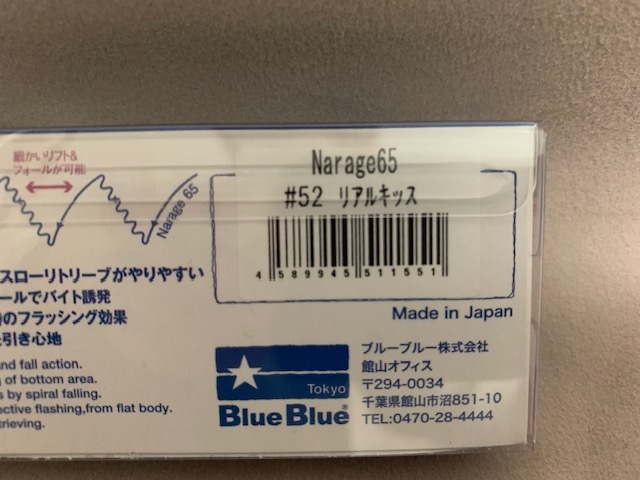 Narage65
#52 リアルキッス
4 589945 511551
細かいリフト&
フォールが可能
Narage 65
スローリトリーブがやりやすい
ールでバイト誘発
のフラッシング効果
引き心地
Made in Japan
and fall action.
of bottom area.
by spiral falling.
flashing,from flat body.
Tokyo
BlueBlue®
ブルーブルー株式会社
館山オフィス
〒294-0034
千葉県館山市沼851-10
TEL:0470-28-4444